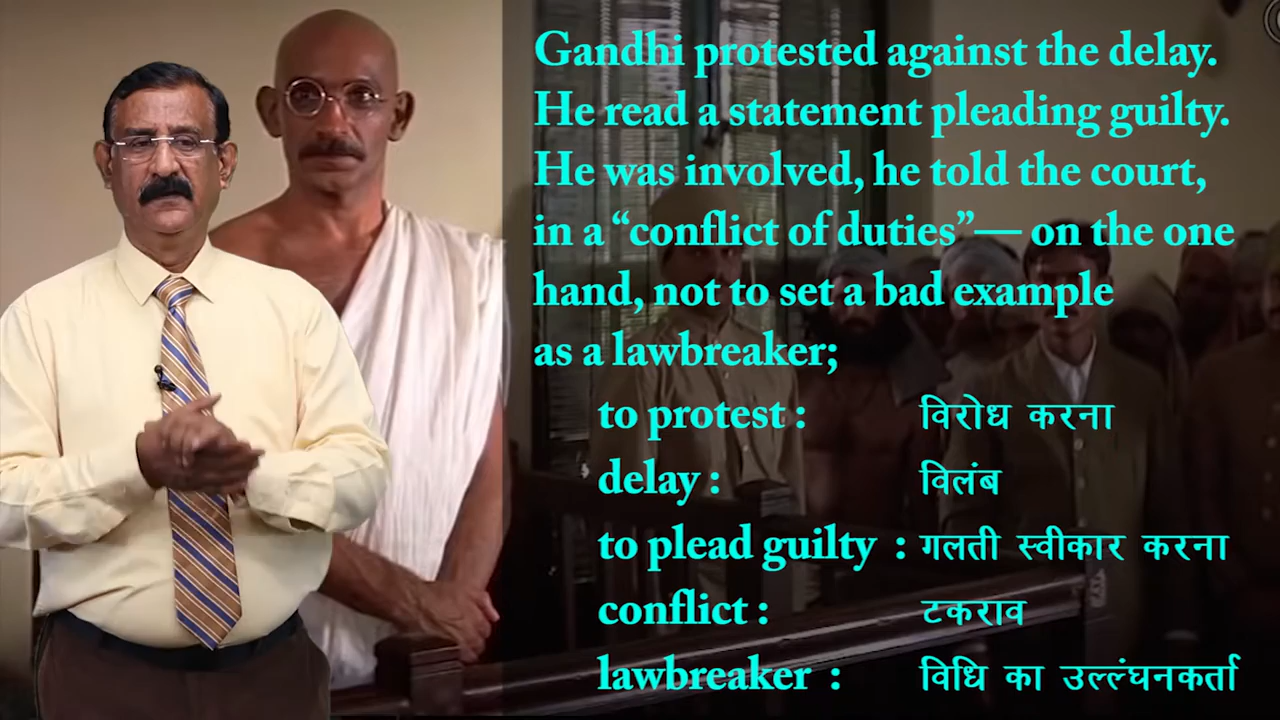 Gandhi protested against the delay.
He read a statement pleading guilty.
He was involved, he told the court,
in a “conflict of duties”— on the one
hand, not to set a bad example
as a lawbreaker;
to protest : विरोध करना
delay : विलंब
to plead guilty : गलती स्वीकार करना
conflict : टकराव
lawbreaker : विधि का उल्लंघनकर्ता